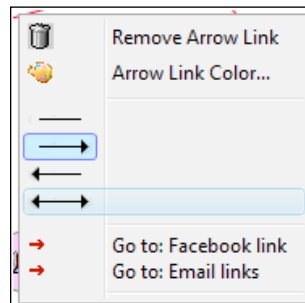 Remove Arrow Link
Arrow Link Color...
Go to: Facebook link
Go to: Email links